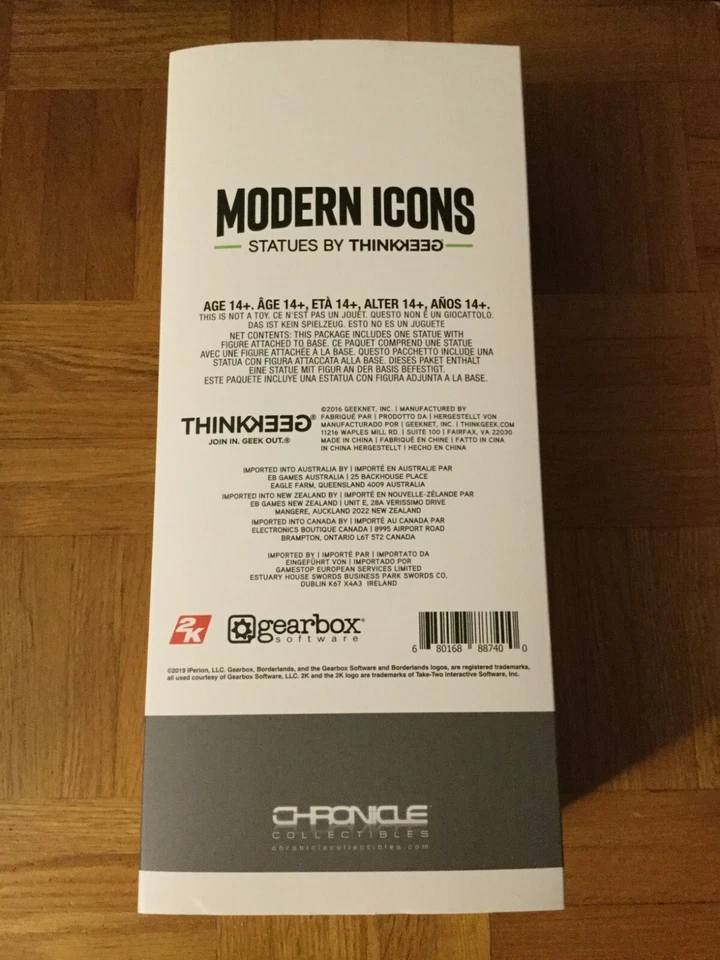 MODERN ICONS
STATUES BY THINKGEEK
AGE 14+. ÂGE 14+, ETÀ 14+, ALTER 14+, AÑOS 14+.
THIS IS NOT A TOY. CE N'EST PAS UN JOUET. QUESTO NON È UN GIOCATTOLO.
DAS IST KEIN SPIELZEUG. ESTO NO ES UN JUGUETE
NET CONTENTS: THIS PACKAGE INCLUDES ONE STATUE WITH
FIGURE ATTACHED TO BASE. CE PAQUET COMPREND UNE STATUE
AVEC UNE FIGURE ATTACHÉE À LA BASE. QUESTO PACCHETTO INCLUDE UNA
STATUA CON FIGURA ATTACCATA ALLA BASE. DIESES PAKET ENTHÄLT
EINE STATUE MIT FIGUR AN DER BASIS BEFESTIGT.
ESTE PAQUETE INCLUYE UNA ESTATUA CON FIGURA ADJUNTA A LA BASE.
THINKGEEK®
JOIN IN. GEEK OUT.®
©2016 GEEKNET, INC. | MANUFACTURED BY
FABRIQUÉ PAR | PRODOTTO DA | HERGESTELLT VON
MANUFACTURADO POR | GEEKNET, INC. | THINKGEEK.COM
11216 WAPLES MILL RD. | SUITE 100 | FAIRFAX, VA 22030
MADE IN CHINA | FABRIQUÉ EN CHINE | FATTO IN CINA
IN CHINA HERGESTELLT | HECHO EN CHINA
IMPORTED INTO AUSTRALIA BY | IMPORTÉ EN AUSTRALIE PAR
EB GAMES AUSTRALIA | 25 BACKHOUSE PLACE
EAGLE FARM, QUEENSLAND 4009 AUSTRALIA
IMPORTED INTO NEW ZEALAND BY | IMPORTÉ EN NOUVELLE-ZÉLANDE PAR
EB GAMES NEW ZEALAND | UNIT E, 28A VERISSIMO DRIVE
MANGERE, AUCKLAND 2022 NEW ZEALAND
IMPORTED INTO CANADA BY | IMPORTÉ AU CANADA PAR
ELECTRONICS BOUTIQUE CANADA | 8995 AIRPORT ROAD
BRAMPTON, ONTARIO L6T 5T2 CANADA
IMPORTED BY | IMPORTÉ PAR | IMPORTATO DA
EINGEFÜHRT VON | IMPORTADO POR
GAMESTOP EUROPEAN SERVICES LIMITED
ESTUARY HOUSE SWORDS BUSINESS PARK SWORDS CO.
DUBLIN K67 X4A3 IRELAND
2K
gearbox®
software
6 80168 88740 0
©2019 IPerion, LLC. Gearbox, Borderlands, and the Gearbox Software and Borderlands logos, are registered trademarks,
all used courtesy of Gearbox Software, LLC. 2K and the 2K logo are trademarks of Take-Two Interactive Software, Inc.
CHRONICLE
COLLECTIBLES
chroniclecollectibles.com